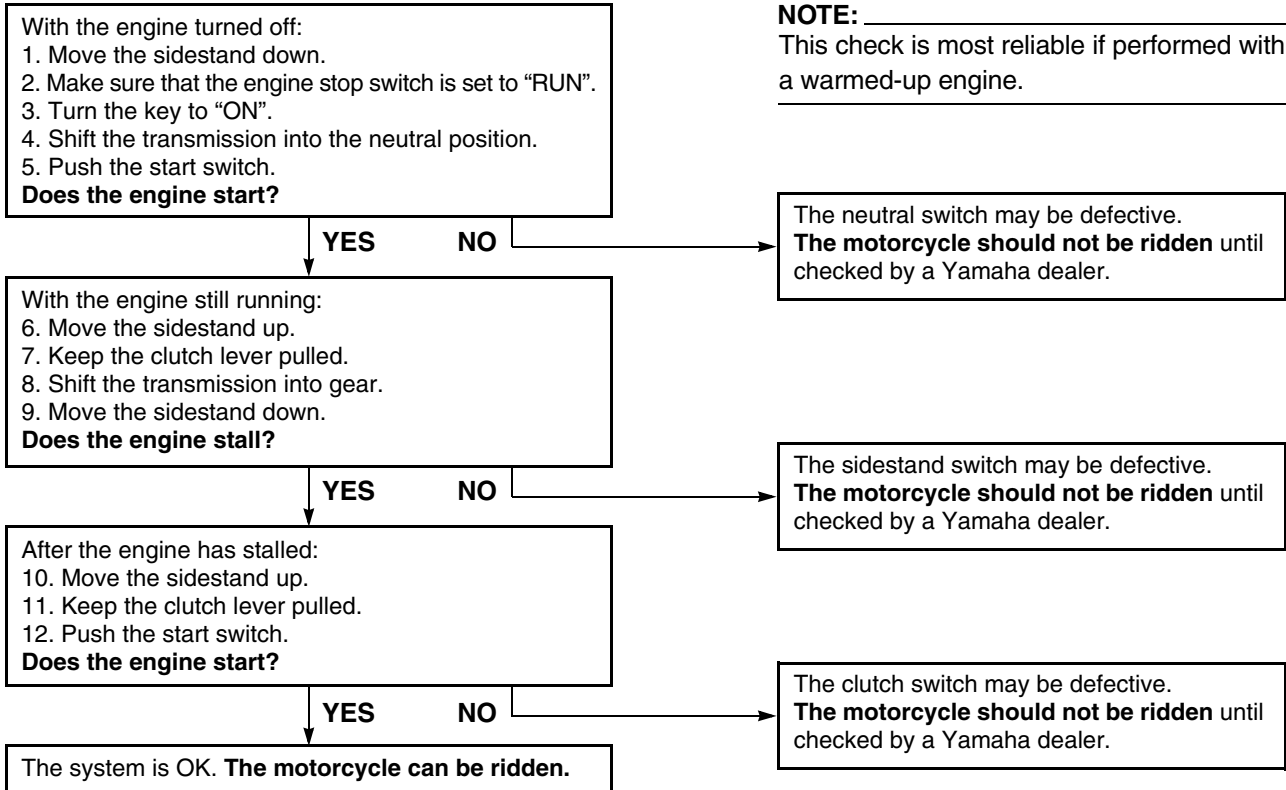 With the engine turned off:
1. Move the sidestand down.
2. Make sure that the engine stop switch is set to “RUN”.
3. Turn the key to “ON”.
4. Shift the transmission into the neutral position.
5. Push the start switch.
Does the engine start?
NOTE:
This check is most reliable if performed with
a warmed-up engine.
YES NO
The neutral switch may be defective.
The motorcycle should not be ridden until
checked by a Yamaha dealer.
With the engine still running:
6. Move the sidestand up.
7. Keep the clutch lever pulled.
8. Shift the transmission into gear.
9. Move the sidestand down.
Does the engine stall?
YES NO
The sidestand switch may be defective.
The motorcycle should not be ridden until
checked by a Yamaha dealer.
After the engine has stalled:
10. Move the sidestand up.
11. Keep the clutch lever pulled.
12. Push the start switch.
Does the engine start?
YES NO
The clutch switch may be defective.
The motorcycle should not be ridden until
checked by a Yamaha dealer.
The system is OK. The motorcycle can be ridden.